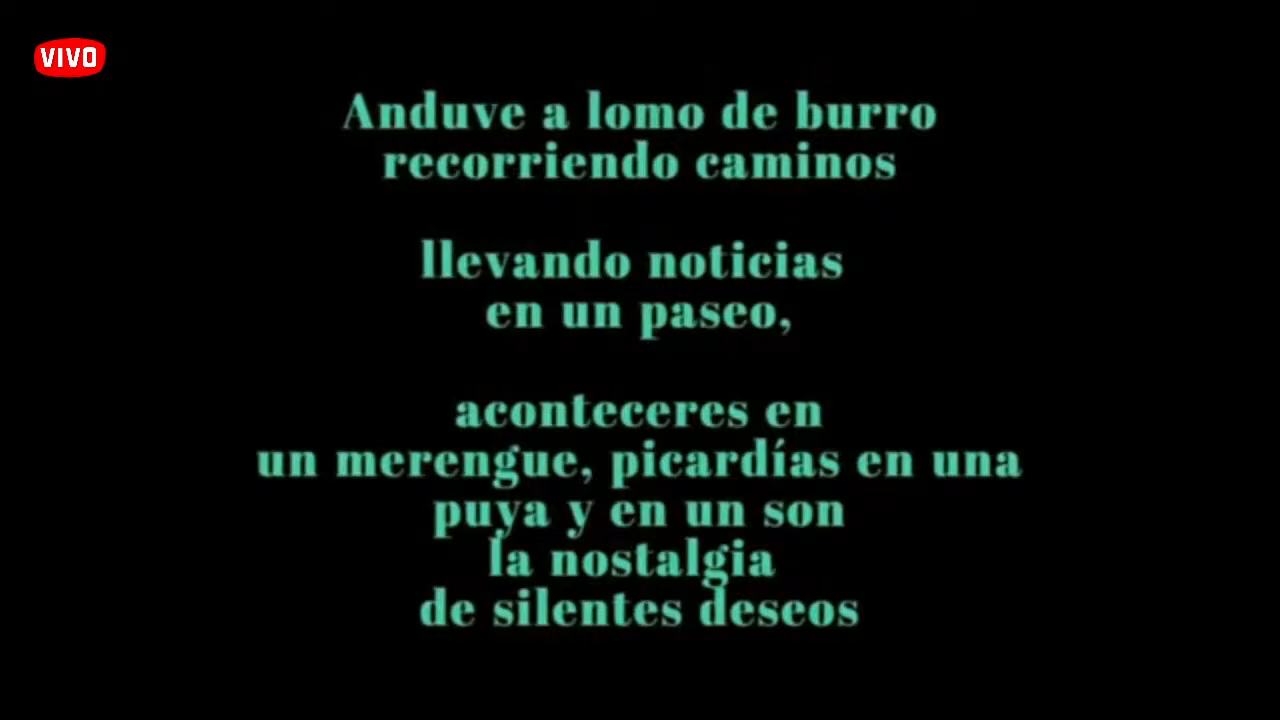 VIVO
Anduve a lomo de burro
recorriendo caminos
llevando noticias
en un paseo,
aconteceres en
un merengue, picardías en una
puya y en un son
la nostalgia
de silentes deseos